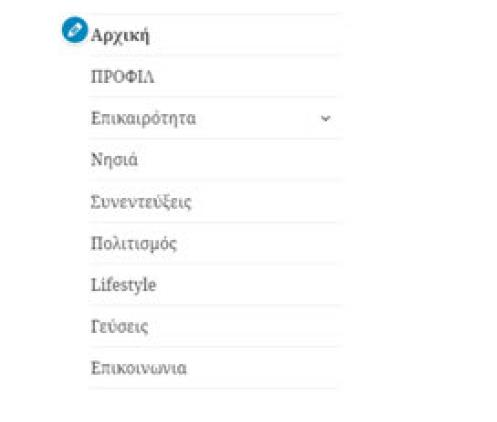 Αρχική
ΠΡΟΦΙΛ
Επικαιρότητα
Νησιά
Συνεντεύξεις
Πολιτισμός
Lifestyle
Γεύσεις
Επικοινωνια